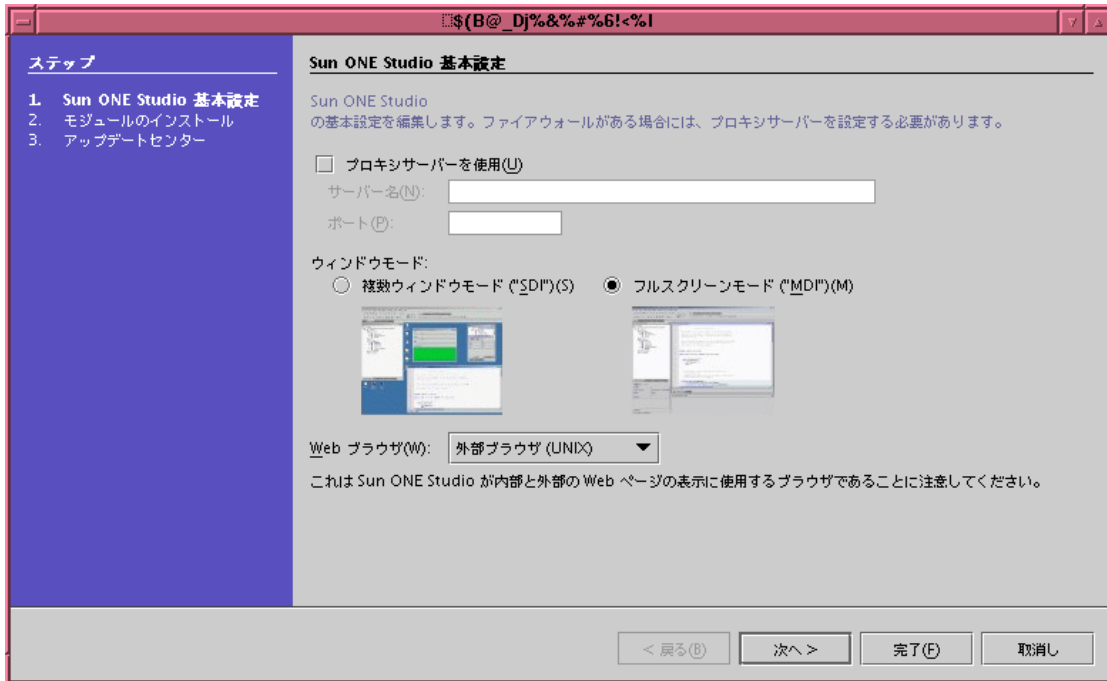 $(B@_Dj%&%#%6!<%I
ステップ
1. Sun ONE Studio 基本設定
2. モジュールのインストール
3. アップデートセンター
Sun ONE Studio 基本設定
Sun ONE Studio
の基本設定を編集します。ファイアウォールがある場合には、プロキシサーバーを設定する必要があります。
プロキシサーバーを使用(U)
サーバー名(N):
ポート(P):
ウィンドウモード:
複数ウィンドウモード ("SDI")(S)
フルスクリーンモード ("MDI")(M)
Web ブラウザ(W):
外部ブラウザ (UNIX)
これは Sun ONE Studio が内部と外部の Web ページの表示に使用するブラウザであることに注意してください。
< 戻る(B)
次へ >
完了(F)
取消し